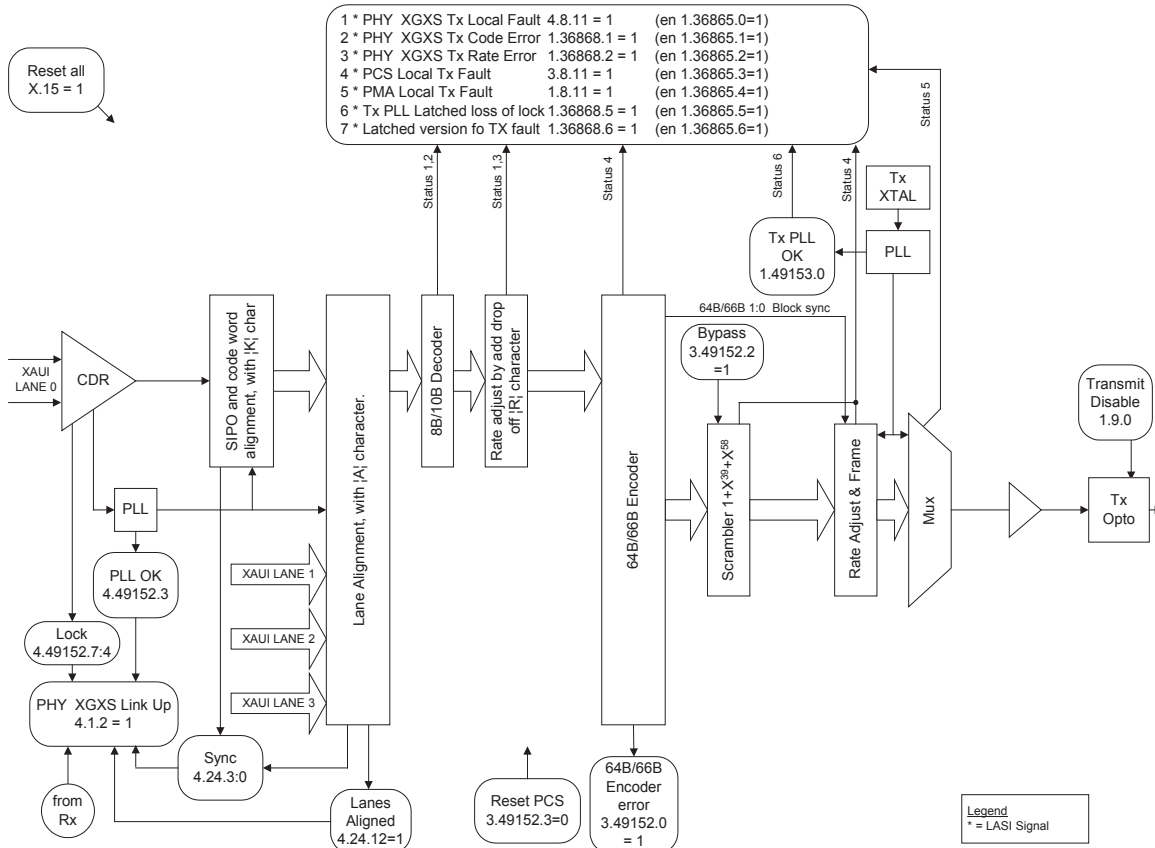 1 * PHY XGXS Tx Local Fault 4.8.11 = 1 (en 1.36865.0=1)
2 * PHY XGXS Tx Code Error 1.36868.1 = 1 (en 1.36865.1=1)
3 * PHY XGXS Tx Rate Error 1.36868.2 = 1 (en 1.36865.2=1)
4 * PCS Local Tx Fault 3.8.11 = 1 (en 1.36865.3=1)
5 * PMA Local Tx Fault 1.8.11 = 1 (en 1.36865.4=1)
6 * Tx PLL Latched loss of lock 1.36868.5 = 1 (en 1.36865.5=1)
7 * Latched version fo TX fault 1.36868.6 = 1 (en 1.36865.6=1)
Reset all
X.15 = 1
Status 1,2
Status 1,3
Status 4
Status 6
Status 4
Status 5
Tx
XTAL
PLL
Tx PLL
OK
1.49153.0
64B/66B 1:0 Block sync
Bypass
3.49152.2
=1
XAUI
LANE 0
CDR
SIPO and code word
alignment, with ¦K¦ char
Lane Alignment, with ¦A¦ character.
8B/10B Decoder
Rate adjust by add drop
off ¦R¦ character
64B/66B Encoder
Scrambler 1+X39+X58
Rate Adjust & Frame
Mux
Transmit
Disable
1.9.0
Tx
Opto
PLL
PLL OK
4.49152.3
Lock
4.49152.7:4
XAUI LANE 1
XAUI LANE 2
XAUI LANE 3
PHY XGXS Link Up
4.1.2 = 1
Sync
4.24.3:0
from
Rx
Lanes
Aligned
4.24.12=1
Reset PCS
3.49152.3=0
64B/66B
Encoder
error
3.49152.0
= 1
Legend
* = LASI Signal